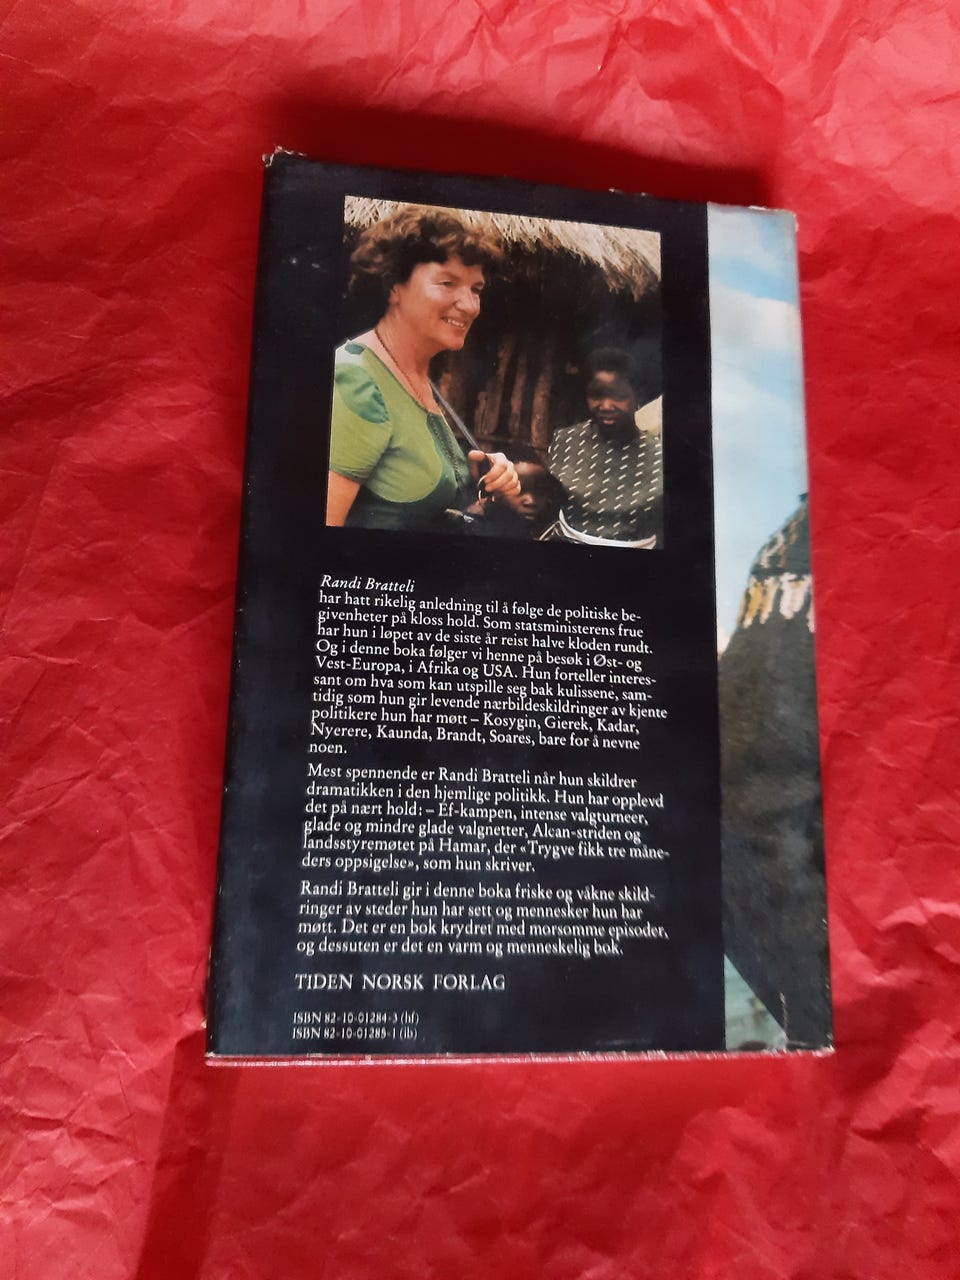 Randi Bratteli
har hatt rikelig anledning til å følge de politiske be-
givenheter på kloss hold. Som statsministerens frue
har hun i løpet av de siste år reist halve kloden rundt.
Og i denne boka følger vi henne på besøk i Øst- og
Vest-Europa, i Afrika og USA. Hun forteller interes-
sant om hva som kan utspille seg bak kulissene, sam-
tidig som hun gir levende nærbildeskildringer av kjente
politikere hun har møtt – Kosygin, Gierek, Kadar,
Nyerere, Kaunda, Brandt, Soares, bare for å nevne
noen.
Mest spennende er Randi Bratteli når hun skildrer
dramatikken i den hjemlige politikk. Hun har opplevd
det på nært hold: – Ef-kampen, intense valgturneer,
glade og mindre glade valgnetter, Alcan-striden og
landsstyremøtet på Hamar, der «Trygve fikk tre måne-
ders oppsigelse», som hun skriver.
Randi Bratteli gir i denne boka friske og våkne skild-
ringer av steder hun har sett og mennesker hun har
møtt. Det er en bok krydret med morsomme episoder,
og dessuten er det en varm og menneskelig bok.
TIDEN NORSK FORLAG
ISBN 82-10-01284-3 (hf)
ISBN 82-10-01285-1 (ib)